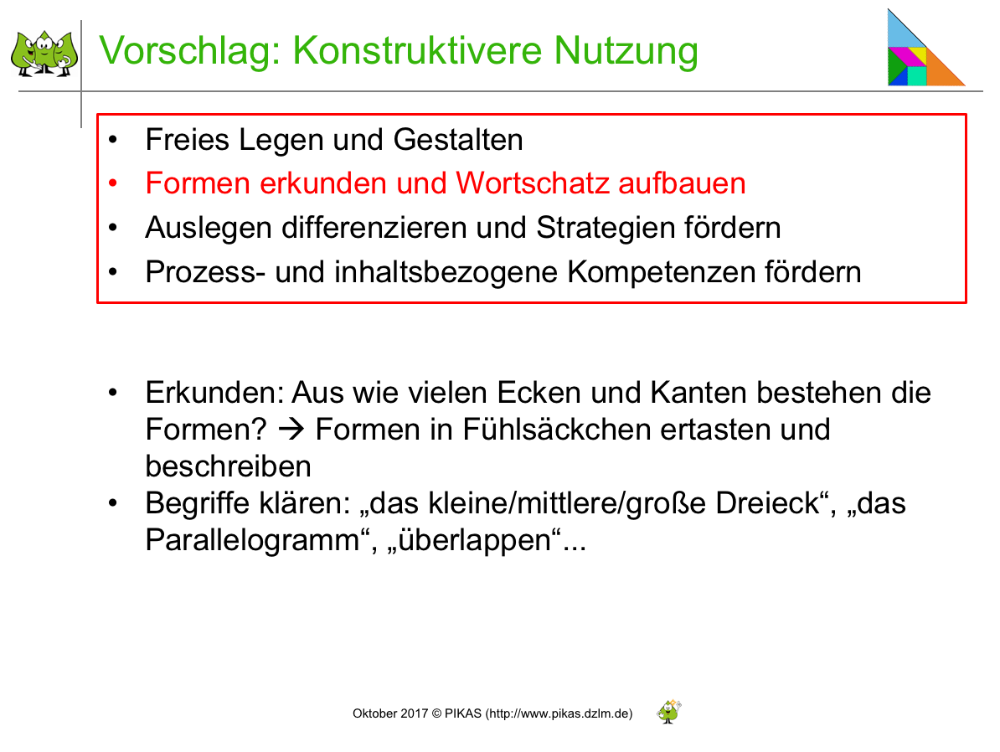 Vorschlag: Konstruktivere Nutzung
• Freies Legen und Gestalten
• Formen erkunden und Wortschatz aufbauen
• Auslegen differenzieren und Strategien fördern
• Prozess- und inhaltsbezogene Kompetenzen fördern
• Erkunden: Aus wie vielen Ecken und Kanten bestehen die
Formen? → Formen in Fühlsäckchen ertasten und
beschreiben
• Begriffe klären: „das kleine/mittlere/große Dreieck“, „das
Parallelogramm“, „überlappen“...
Oktober 2017 © PIKAS (http://www.pikas.dzlm.de)